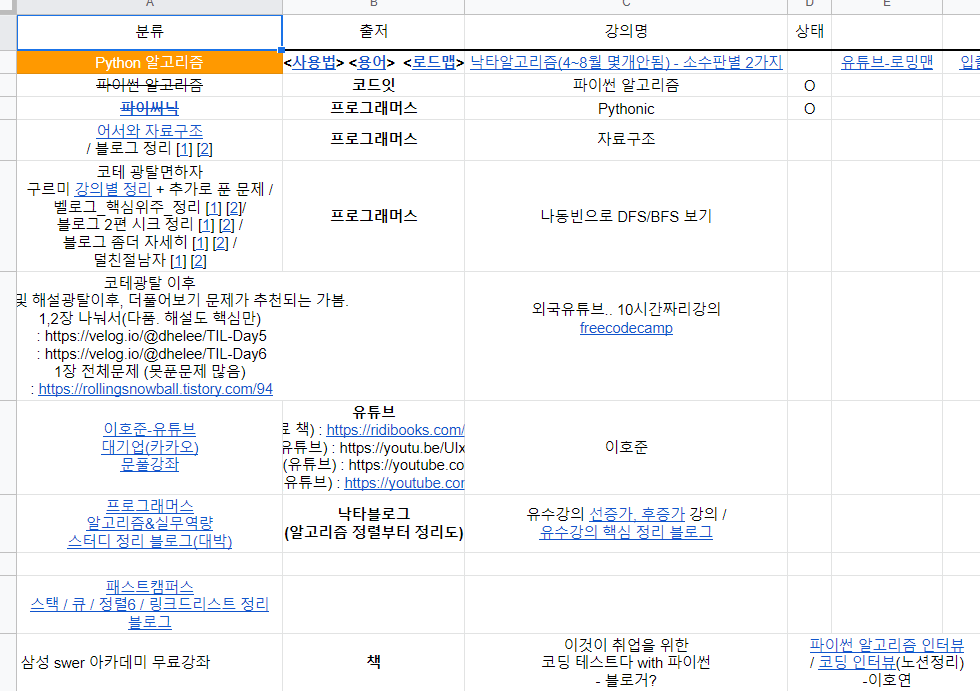 A B C D E
분류 출저 강의명 상태
Python 알고리즘 <사용법> <용어> <로드맵> 낙타알고리즘(4~8월 몇개안됨) - 소수판별 2가지 유튜브-로밍맨
파이썬 알고리즘 코드잇 파이썬 알고리즘 O
파이써닉 프로그래머스 Pythonic O
어서와 자료구조
/ 블로그 정리 [1] [2]
프로그래머스 자료구조
코테 광탈면하자
구르미 강의별 정리 + 추가로 푼 문제 /
벨로그_핵심위주_정리 [1] [2]/
블로그 2편 시크 정리 [1] [2] /
블로그 좀더 자세히 [1] [2] /
덜친절남자 [1] [2]
프로그래머스 나동빈으로 DFS/BFS 보기
코테광탈 이후
및 해설광탈이후, 더풀어보기 문제가 추천되는 가봄.
1,2장 나눠서(다품. 해설도 핵심만)
: https://velog.io/@dhelee/TIL-Day5
: https://velog.io/@dhelee/TIL-Day6
1장 전체문제 (못푼문제 많음)
: https://rollingsnowball.tistory.com/94
외국유튜브.. 10시간짜리강의
freecodecamp
이호준-유튜브
대기업(카카오)
문풀강좌
유튜브
책) : https://ridibooks.com/
유튜브) : https://youtu.be/Ulx
(유튜브) : https://youtube.co
유튜브) : https://youtube.cor
이호준
프로그래머스
알고리즘&실무역량
스터디 정리 블로그(대박)
낙타블로그
(알고리즘 정렬부터 정리도)
유수강의 선증가, 후증가 강의 /
유수강의 핵심 정리 블로그
패스트캠퍼스
스택 / 큐 / 정렬6 / 링크드리스트 정리
블로그
삼성 swer 아카데미 무료강좌 책
이것이 취업을 위한
코딩 테스트다 with 파이썬
- 블로거?
파이썬 알고리즘 인터뷰
/ 코딩 인터뷰(노션정리)
-이호연